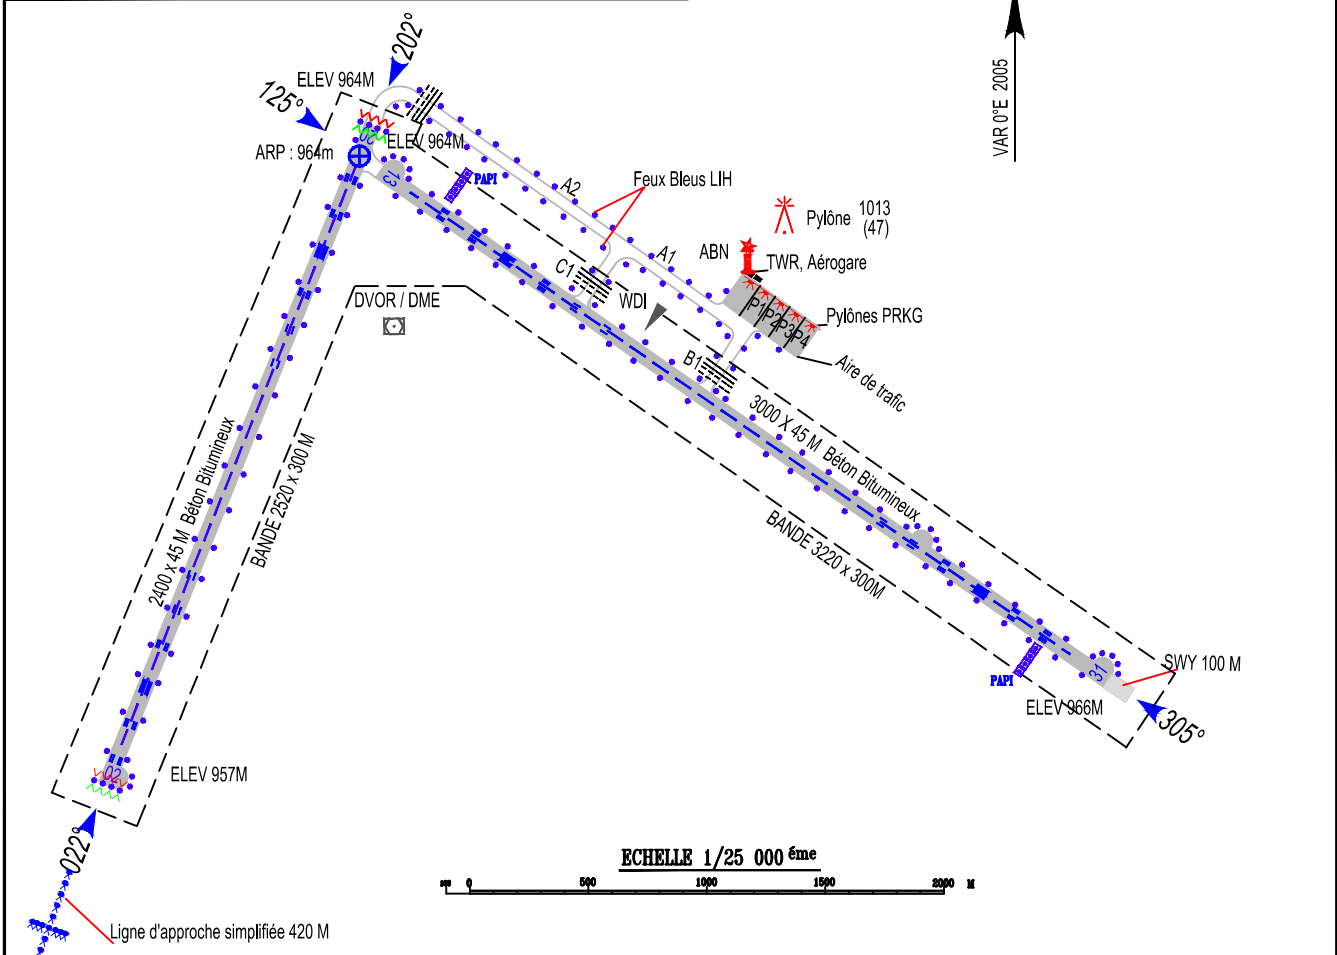 202°
VAR 0°E 2005
ELEV 964M
125°
20
ELEV 964M
ARP : 964m
13
PAPI
A2
Feux Bleus LIH
Pylône 1013
(47)
A1
ABN
TWR, Aérogare
C1
WDI
DVOR / DME
P1
P2
P3
P4
Pylônes PRKG
B1
Aire de trafic
3000 X 45 M Béton Bitumineux
2400 x 45 M Béton Bitumineux
BANDE 2520 x 300 M
BANDE 3220 x 300M
SWY 100 M
31
PAPI
ELEV 966M
305°
02
ELEV 957M
022°
ECHELLE 1/25 000 éme
0 500 1000 1500 2000 M
Ligne d'approche simplifiée 420 M